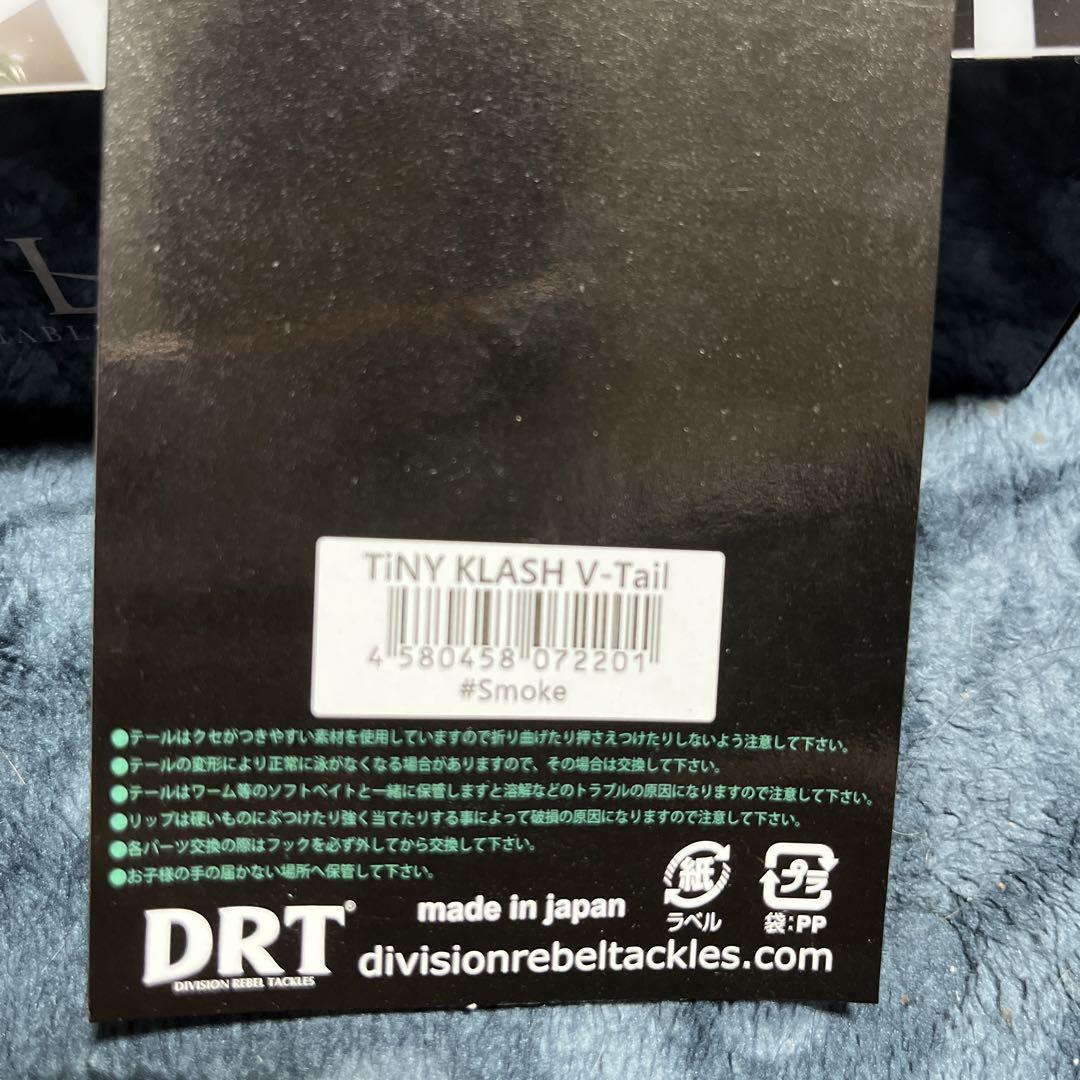 TiNY KLASH V-Tail
4 580458 072201
#Smoke
●テールはクセがつきやすい素材を使用していますので折り曲げたり押さえつけたりしないよう注意して下さい。
●テールの変形により正常に泳がなくなる場合がありますので、その場合は交換して下さい。
●テールはワーム等のソフトベイトと一緒に保管しますと溶解などのトラブルの原因になりますので注意して下さい。
●リップは硬いものにぶつけたり強く当てたりする事によって破損の原因になりますので注意して下さい。
●各パーツ交換の際はフックを必ず外してから交換して下さい。
●お子様の手の届かない場所へ保管して下さい。
紙
ラベル
プラ
袋:PP
made in japan
DRT®
DIVISION REBEL TACKLES
divisionrebeltackles.com